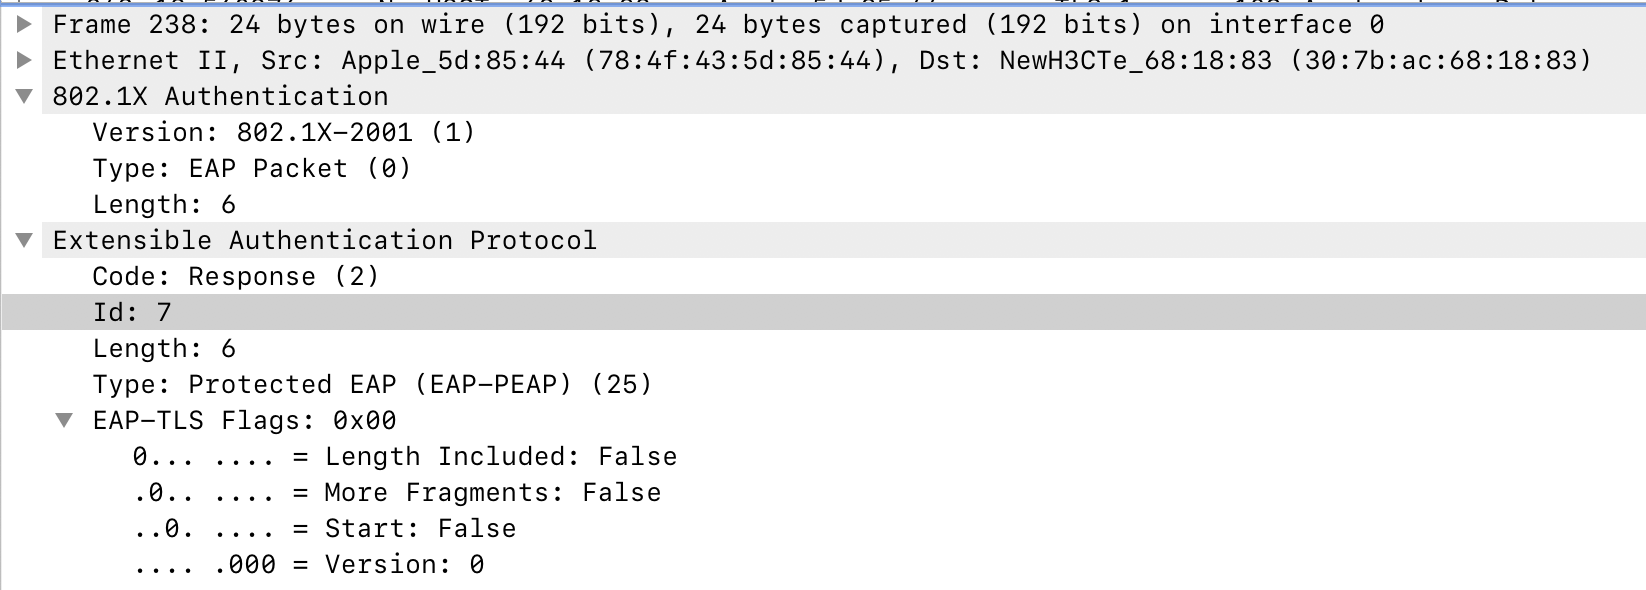 Frame 238: 24 bytes on wire (192 bits), 24 bytes captured (192 bits) on interface 0
Ethernet II, Src: Apple_5d:85:44 (78:4f:43:5d:85:44), Dst: NewH3CTe_68:18:83 (30:7b:ac:68:18:83)
802.1X Authentication
Version: 802.1X-2001 (1)
Type: EAP Packet (0)
Length: 6
Extensible Authentication Protocol
Code: Response (2)
Id: 7
Length: 6
Type: Protected EAP (EAP-PEAP) (25)
EAP-TLS Flags: 0x00
0... .... = Length Included: False
.0.. .... = More Fragments: False
..0. .... = Start: False
.... .000 = Version: 0